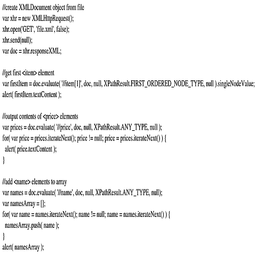 //create XMLDocument object from file
var xhr = new XMLHttpRequest();
xhr.open('GET', 'file.xml', false);
xhr.send(null);
var doc = xhr.responseXML;
//get first <item> element
var firstItem = doc.evaluate( '//item[1]', doc, null, XPathResult.FIRST_ORDERED_NODE_TYPE, null ).singleNodeValue;
alert( firstItem.textContent );
//output contents of <price> elements
var prices = doc.evaluate( '//price', doc, null, XPathResult.ANY_TYPE, null );
for( var price = prices.iterateNext(); price != null; price = prices.iterateNext() ) {
alert( price.textContent );
}
//add <name> elements to array
var names = doc.evaluate( '//name', doc, null, XPathResult.ANY_TYPE, null);
var namesArray = [];
for( var name = names.iterateNext(); name != null; name = names.iterateNext() ) {
namesArray.push( name );
}
alert( namesArray );